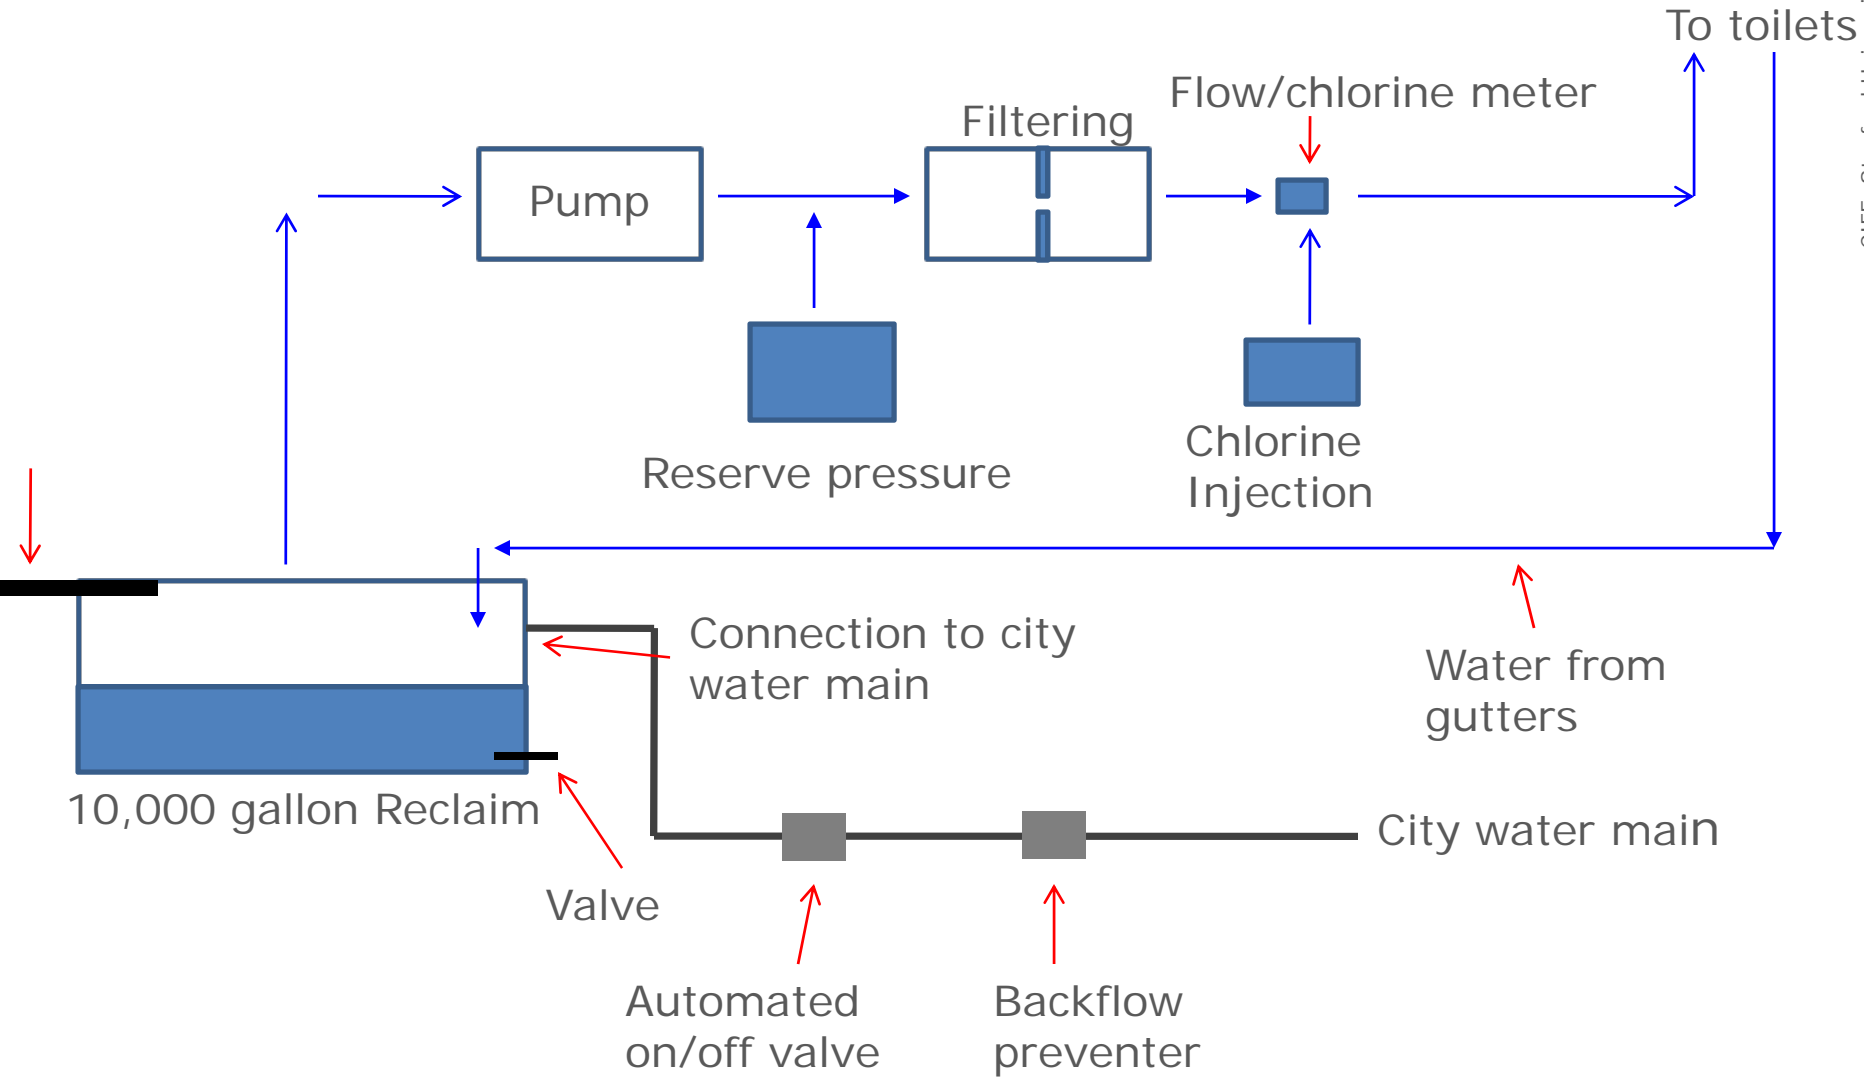 To toilets
Flow/chlorine meter
Filtering
Pump
Chlorine
Injection
Reserve pressure
Connection to city
water main
Water from
gutters
10,000 gallon Reclaim
City water main
Valve
Automated
on/off valve
Backflow
preventer